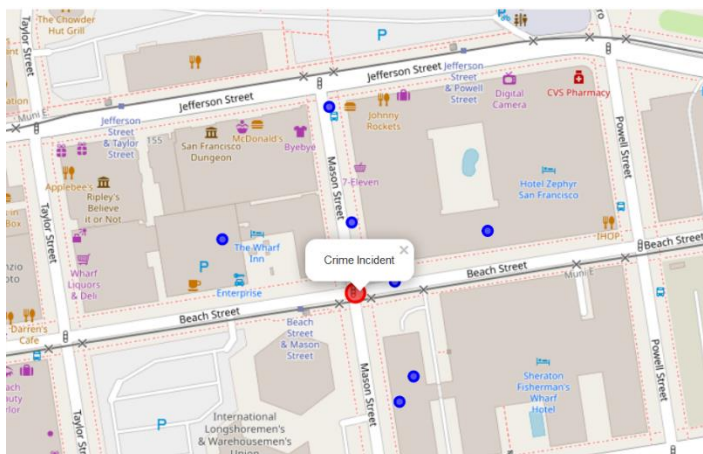 The Chowder
Hut Grill
Taylor Street
P
Jefferson Street
Jefferson
Street
& Powell
Street
Digital
Camera
CVS Pharmacy
Muni E
Jefferson Street
Jefferson
Street
& Taylor
Street
155
San Francisco
Dungeon
McDonald's
Byebye
Johnny
Rockets
Powell Street
Applebee's
Ripley's
Believe
it or Not
Mason Street
7-Eleven
Hotel Zephyr
San Francisco
Taylor Street
Box
Wharf
Liquors
& Deli
P
The Wharf
Inn
Enterprise
Crime Incident
×
IHOP
Beach Street
Muni E
Beach Street
Darren's
Cafe
Beach Street
Beach
Street
& Mason
Street
Powell Street
Mason Street
Sheraton
Fisherman's
Wharf
Hotel
P
International
Longshoremen's
& Warehousemen's
Union
Taylor St